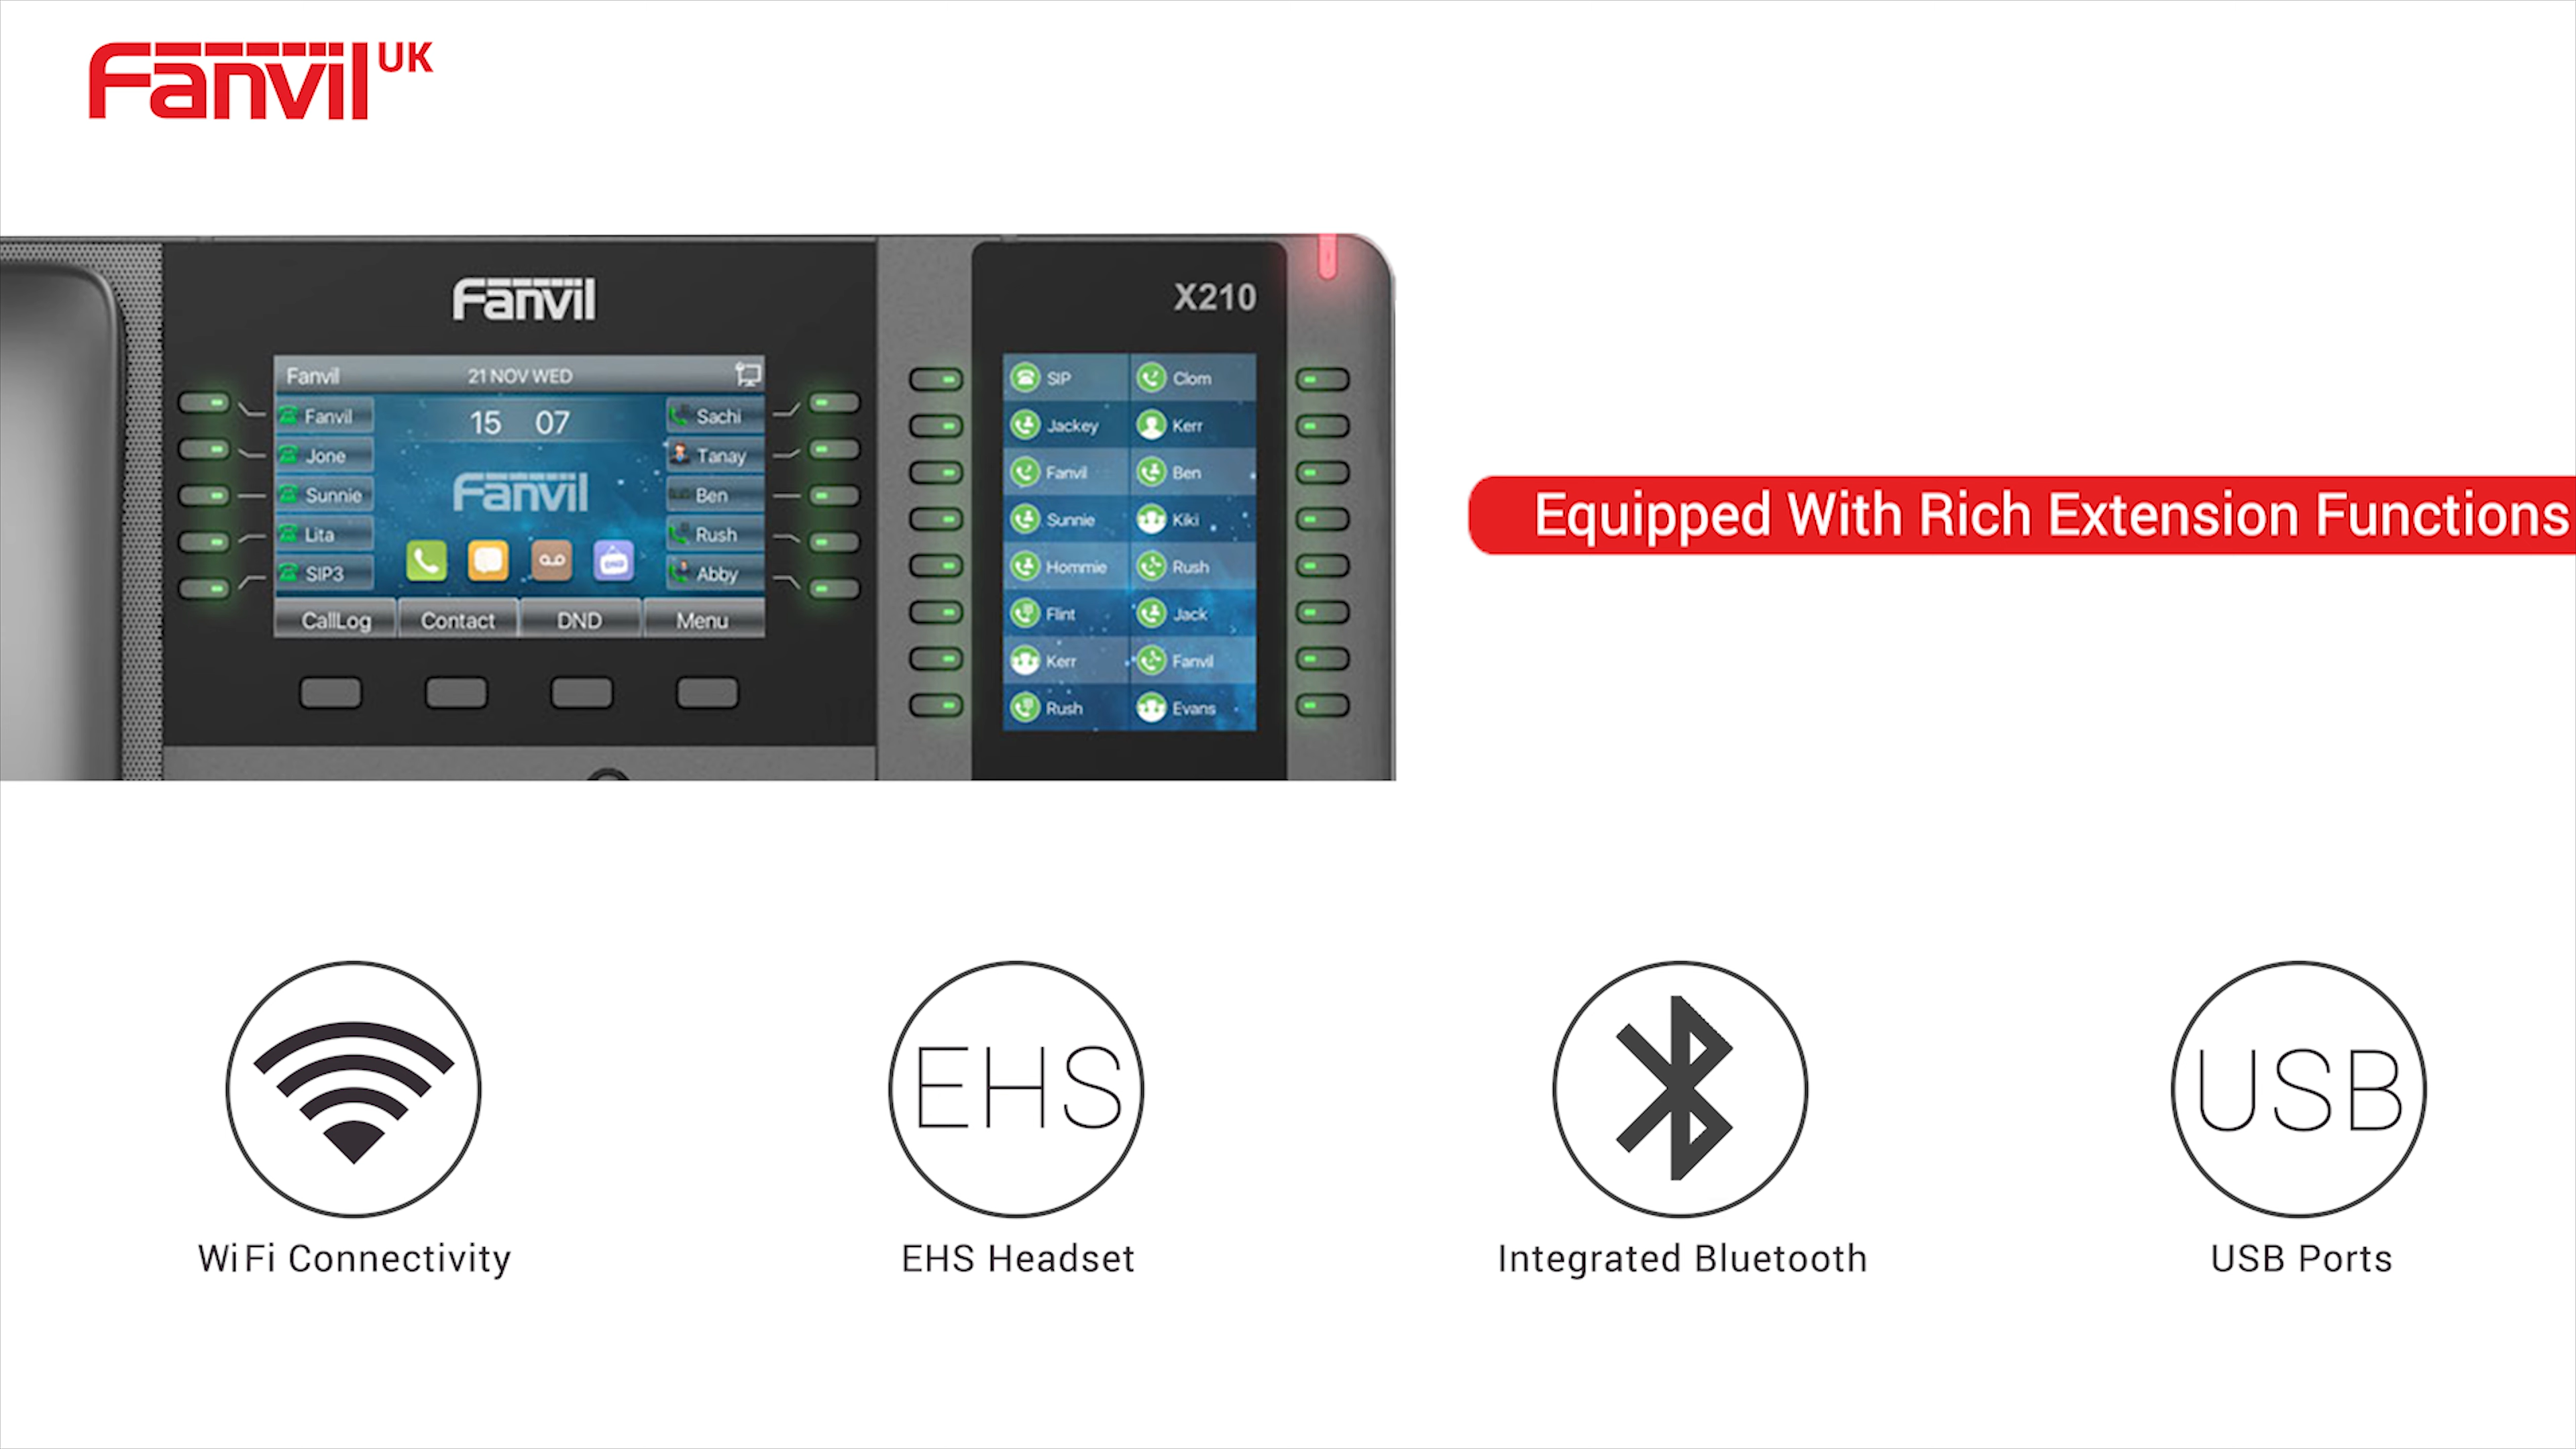 Fanvil UK
Fanvil
X210
Fanvil 21 NOV WED
Fanvil 15 07 Sachi
Jone Tanay
Sunnie Fanvil Ben
Lita Rush
SIP3 Abby
CallLog Contact DND Menu
SIP Clom
Jackey Kerr
Fanvil Ben
Sunnie Kiki
Hommie Rush
Flint Jack
Kerr Fanvil
Rush Evans
Equipped With Rich Extension Functions
EHS
USB
WiFi Connectivity
EHS Headset
Integrated Bluetooth
USB Ports